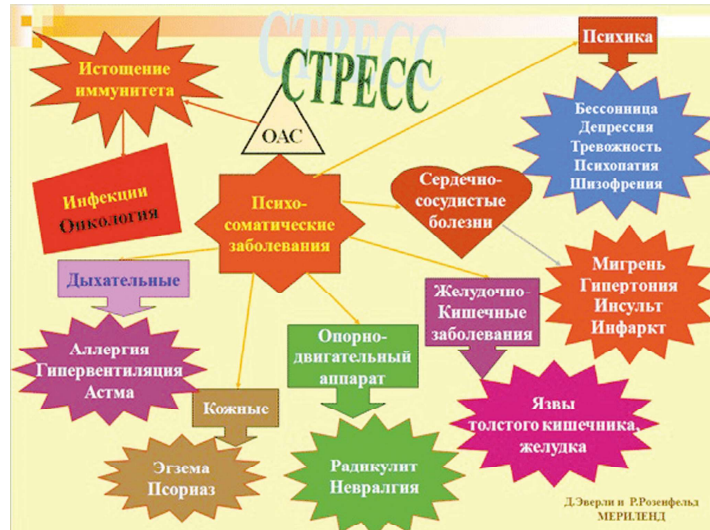 СТРЕСС
Истощение
иммунитета
ОАС
Психика
Бессонница
Депрессия
Тревожность
Психопатия
Шизофрения
Инфекции
Онкология
Психо-
соматические
заболевания
Сердечно-
сосудистые
болезни
Мигрень
Гипертония
Инсульт
Инфаркт
Дыхательные
Аллергия
Гипервентиляция
Астма
Кожные
Экзема
Псориаз
Опорно-
двигательный
аппарат
Радикулит
Невралгия
Желудочно-
Кишечные
заболевания
Язвы
толстого кишечника,
желудка
Д.Эверли и Р.Розенфельд
МЕРИЛЕНД